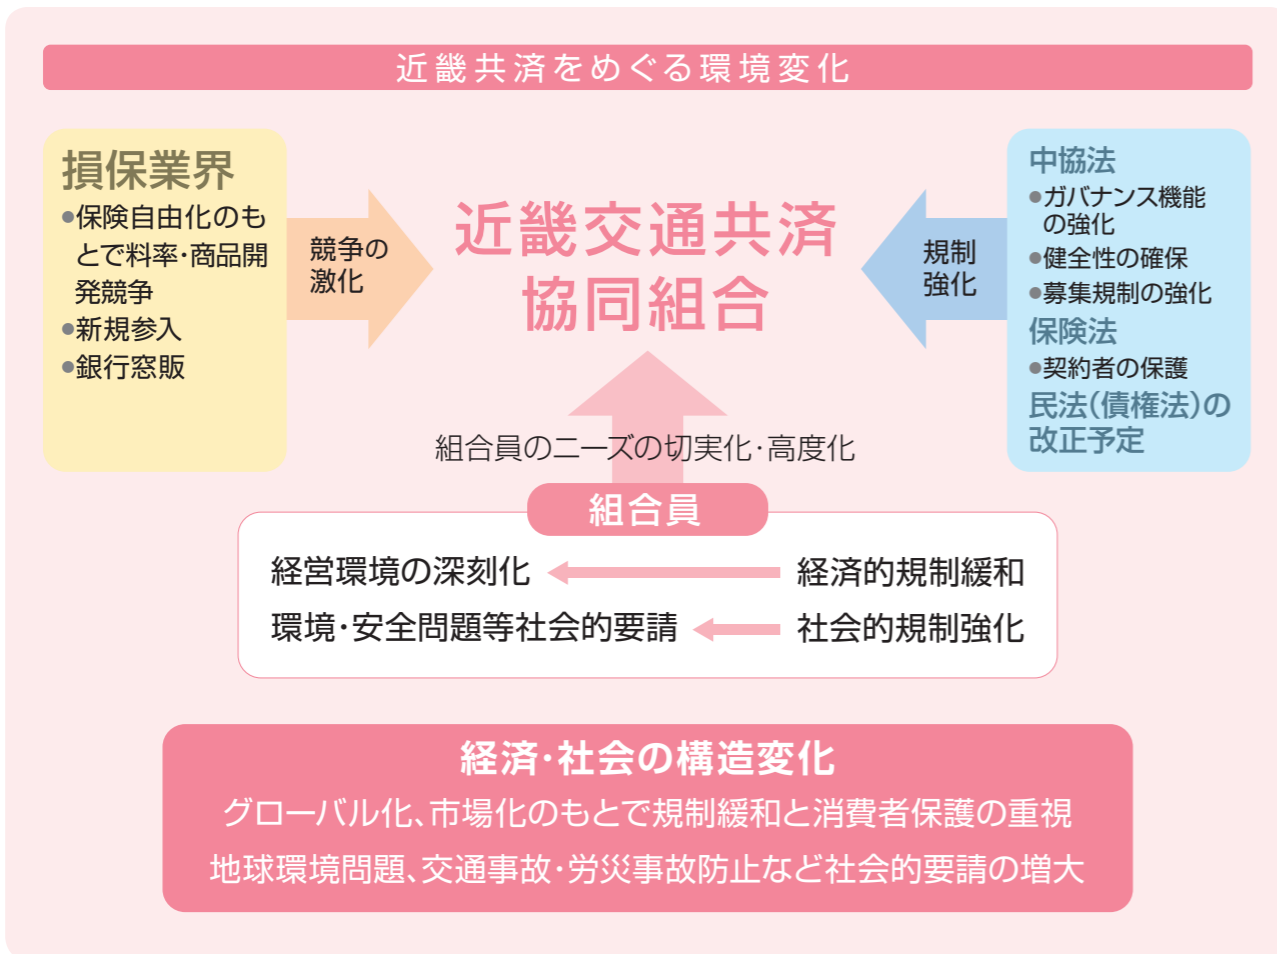 近畿共済をめぐる環境変化
損保業界
●保険自由化のも
とで料率・商品開
発競争
●新規参入
●銀行窓販
競争の
激化
近畿交通共済
協同組合
規制
強化
中協法
●ガバナンス機能
の強化
●健全性の確保
●募集規制の強化
保険法
●契約者の保護
民法(債権法)の
改正予定
組合員のニーズの切実化・高度化
組合員
経営環境の深刻化 経済的規制緩和
環境・安全問題等社会的要請 社会的規制強化
経済・社会の構造変化
グローバル化、市場化のもとで規制緩和と消費者保護の重視
地球環境問題、交通事故・労災事故防止など社会的要請の増大